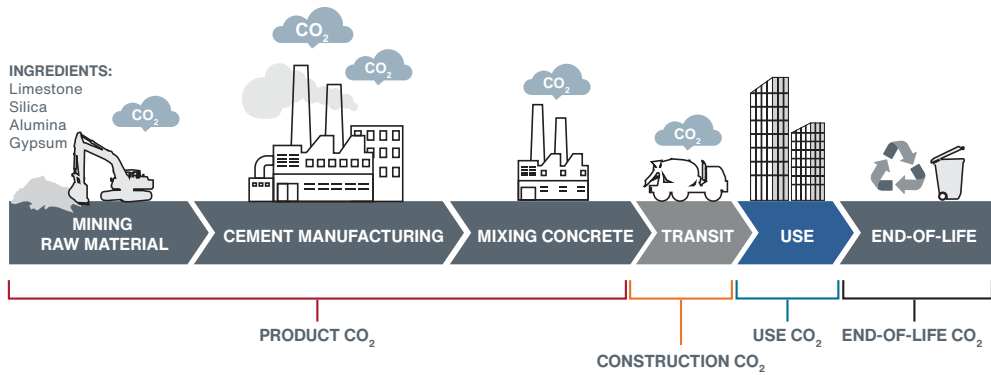 CO₂
CO₂
CO₂
CO₂
CO₂
INGREDIENTS:
Limestone
Silica
Alumina
Gypsum
MINING
RAW MATERIAL
CEMENT MANUFACTURING
MIXING CONCRETE
TRANSIT
USE
END-OF-LIFE
PRODUCT CO₂
CONSTRUCTION CO₂
USE CO₂
END-OF-LIFE CO₂